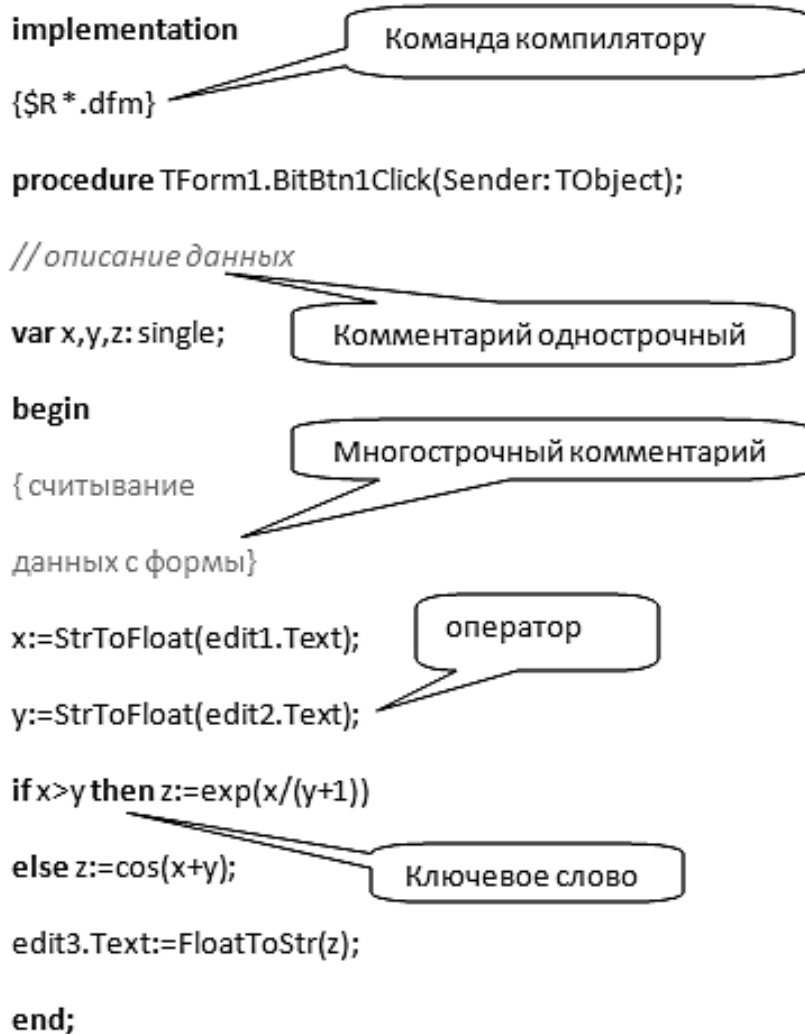 implementation
Команда компилятору
{$R *.dfm}
procedure TForm1.BitBtn1Click(Sender: TObject);
// описание данных
var x,y,z: single;
Комментарий однострочный
begin
Многострочный комментарий
{ считывание
данных с формы}
x:=StrToFloat(edit1.Text);
оператор
y:=StrToFloat(edit2.Text);
if x>y then z:=exp(x/(y+1))
else z:=cos(x+y);
Ключевое слово
edit3.Text:=FloatToStr(z);
end;